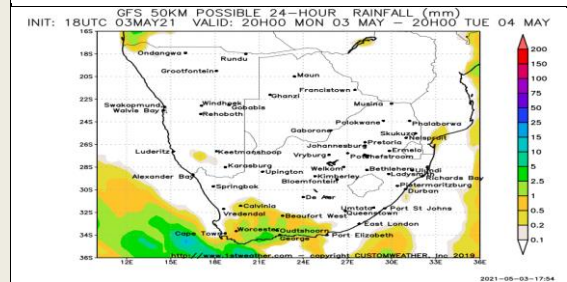 GFS 50KM POSSIBLE 24-HOUR RAINFALL (mm)
INIT: 18UTC 03MAY21 VALID: 20H00 MON 03 MAY - 20H00 TUE 04 MAY
16S
18S
20S
22S
24S
26S
28S
30S
32S
34S
36S
Ondangwa
Rundu
Grootfontein
Maun
Francistown
Ghanzi
Swakopmund
Walvis Bay
Windhoek
Gobabis
Rehoboth
Musina
Polokwane
Phalaborwa
Gaborone
Skukuza
Nelspruit
Pretoria
Johannesburg
Ermelo
Luderitz
Keetmanshoop
Vryburg
Potchefstroom
Karasburg
Welkom
Bethlehem
Ulundi
Alexander Bay
Upington
Kimberley
Ladysmith
Richards Bay
Bloemfontein
Springbok
Pietermaritzburg
Durban
De Aar
Calvinia
Umtata
Port St Johns
Vredendal
Beaufort West
Queenstown
East London
Cape Town
Worcester
Oudtshoorn
George
Port Elizabeth
http://www.1stweather.com - copyright CUSTOMWEATHER, Inc 2019
12E 15E 18E 21E 24E 27E 30E 33E 36E
200
150
100
75
50
25
15
10
5
2.5
1
0.5
0.2
0.1
2021-05-03-17:54